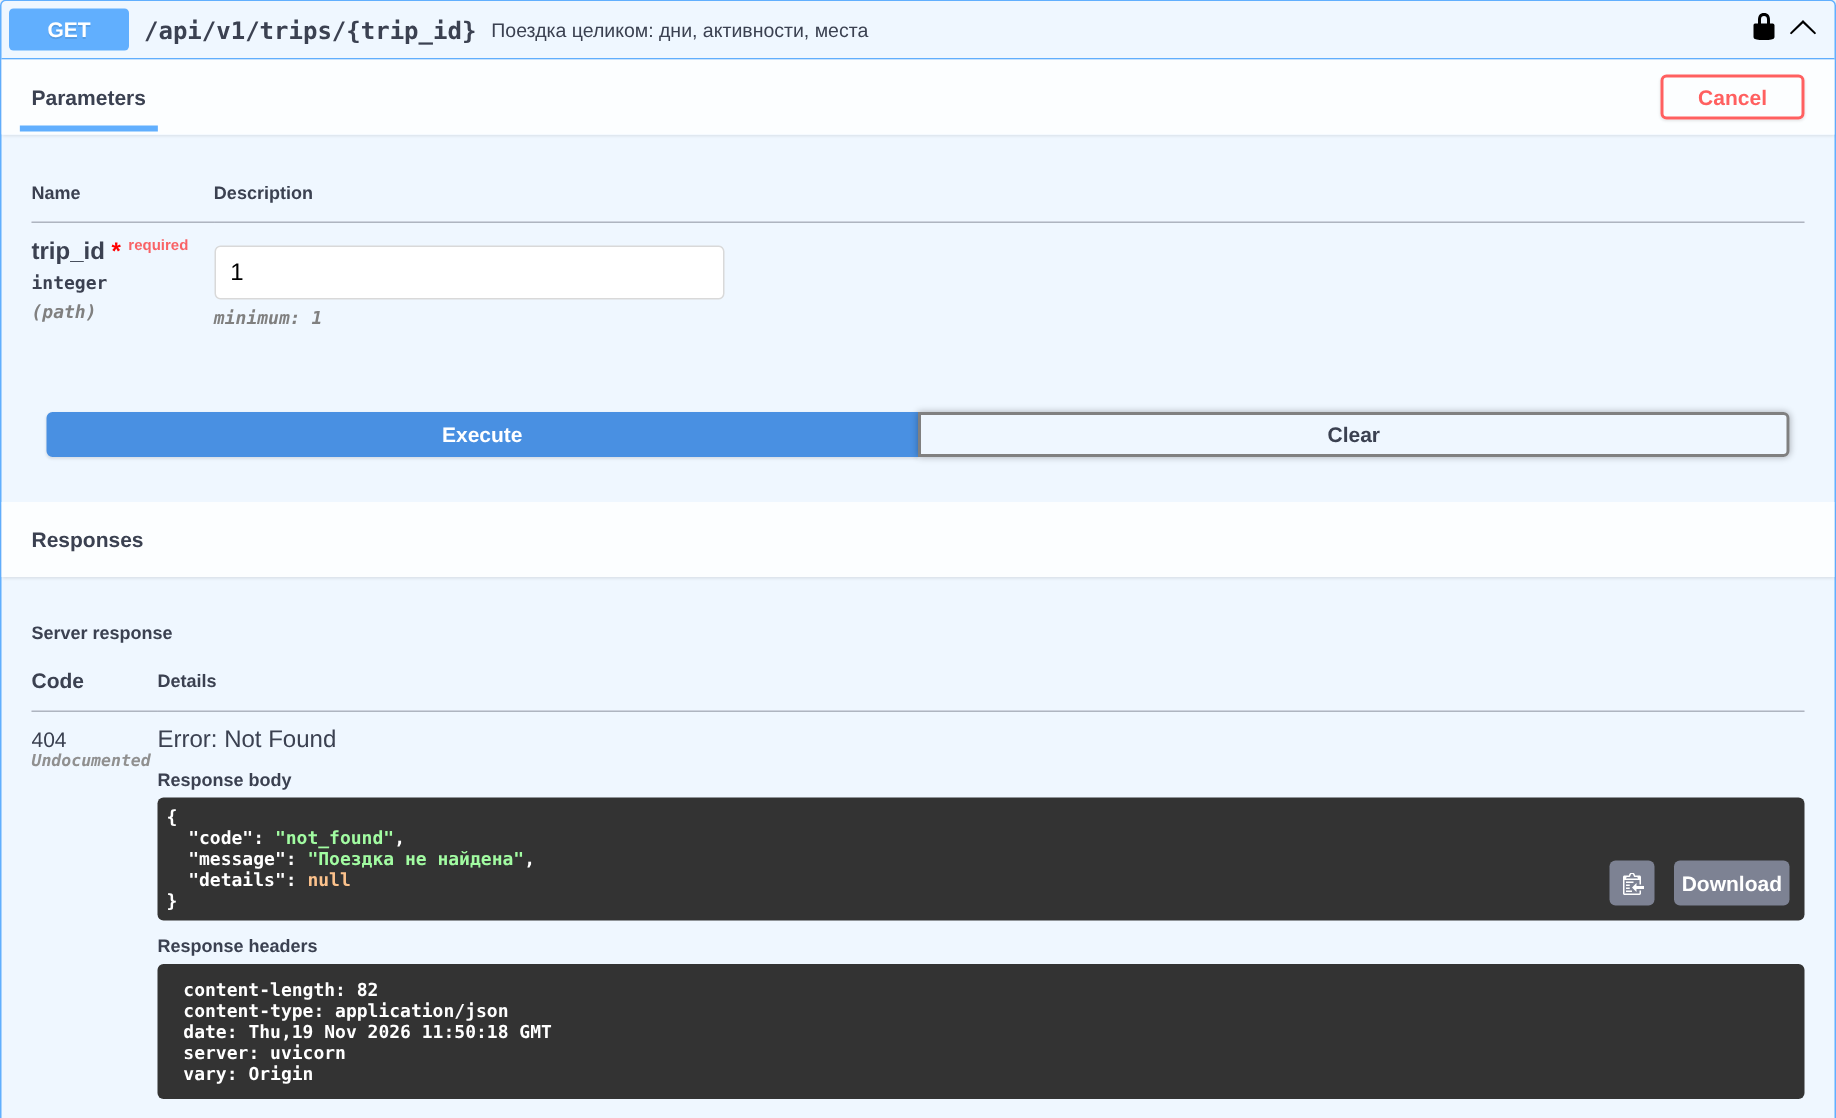 GET /api/v1/trips/{trip_id} Поездка целиком: дни, активности, места
Parameters
Cancel
Name Description
trip_id * required
integer
(path)
1
minimum: 1
Execute Clear
Responses
Server response
Code Details
404 Error: Not Found
Undocumented
Response body
{
  "code": "not_found",
  "message": "Поездка не найдена",
  "details": null
}
Download
Response headers
content-length: 82
content-type: application/json
date: Thu,19 Nov 2026 11:50:18 GMT
server: uvicorn
vary: Origin